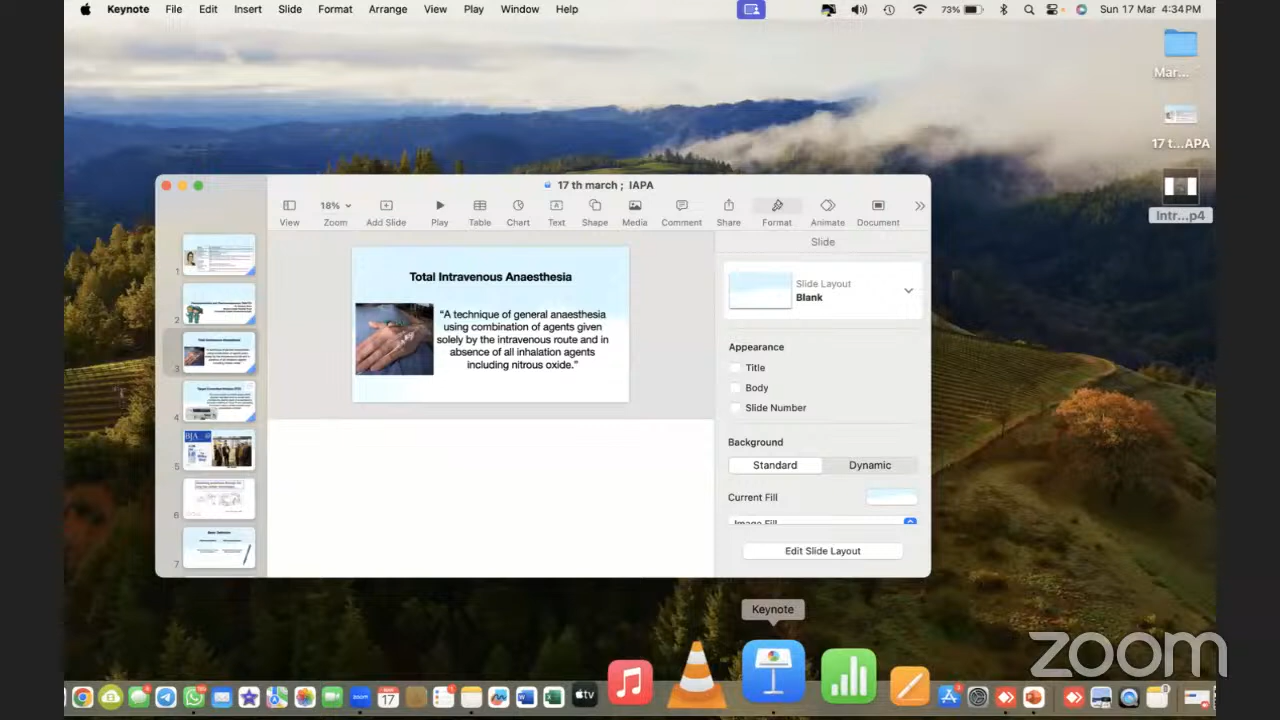 Keynote File Edit Insert Slide Format Arrange View Play Window Help 73% Sun 17 Mar 4:34 PM
Mar...
17 t...APA
Intr...p4
17 th march ; IAPA
18%
View Zoom Add Slide Play Table Chart Text Shape Media Comment Share Format Animate Document
Slide
1
2
3
4
5
6
7
BJA
Total Intravenous Anaesthesia
“A technique of general anaesthesia
using combination of agents given
solely by the intravenous route and in
absence of all inhalation agents
including nitrous oxide.”
Slide Layout
Blank
Appearance
Title
Body
Slide Number
Background
Standard Dynamic
Current Fill
Image Fill
Edit Slide Layout
Keynote
zoom
17
tv
zoom